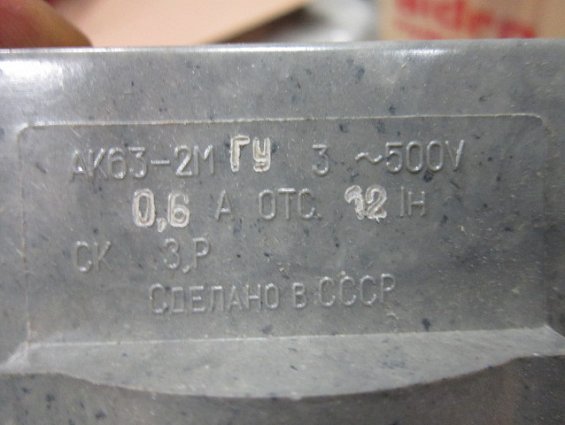 АК63-2М ГУ 3 ~500V
0,6 А ОТС. 12 IН
СК 3.Р
СДЕЛАНО В СССР